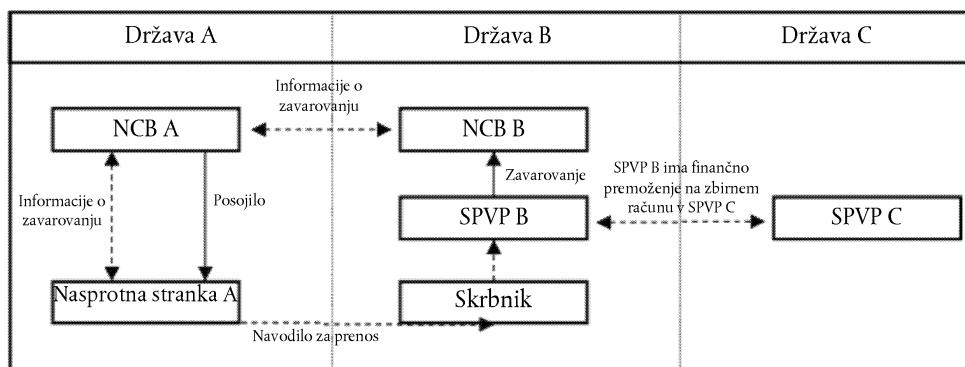 Država A
Država B
Država C
Informacije o
zavarovanju
NCB A
NCB B
Informacije o
zavarovanju
Posojilo
Zavarovanje
SPVP B ima finančno
premoženje na zbirnem
računu v SPVP C
SPVP B
SPVP C
Nasprotna stranka A
Skrbnik
Navodilo za prenos